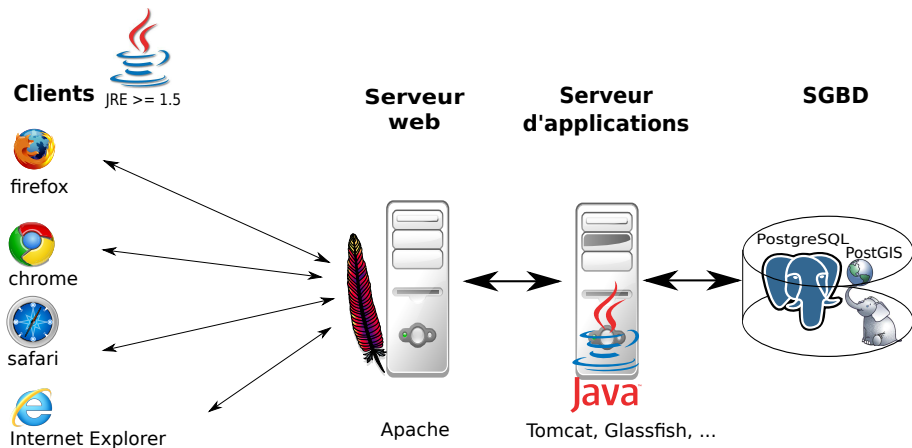 Clients
JRE >= 1.5
Serveur
web
Serveur
d'applications
SGBD
firefox
chrome
safari
Internet Explorer
Apache
Java™
Tomcat, Glassfish, ...
PostgreSQL
PostGIS